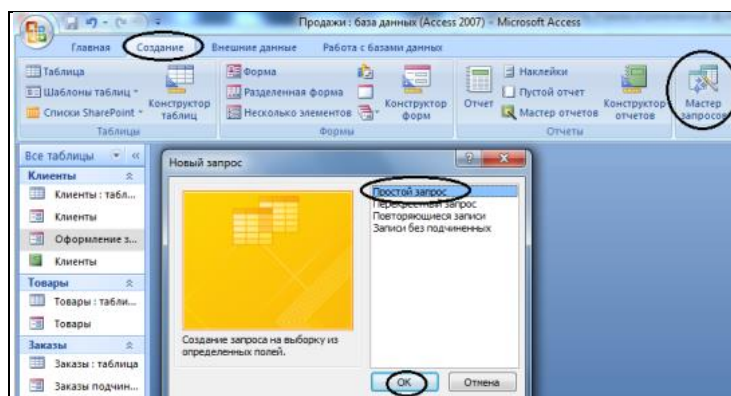 Продажи : база данных (Access 2007) - Microsoft Access
Главная Создание Внешние данные Работа с базами данных
Таблица
Шаблоны таблиц
Списки SharePoint
Конструктор таблиц
Таблицы
Форма
Разделенная форма
Несколько элементов
Конструктор форм
Формы
Отчет
Наклейки
Пустой отчет
Мастер отчетов
Конструктор отчетов
Отчеты
Мастер запросов
Все таблицы
Клиенты
Клиенты : табл...
Клиенты
Оформление з...
Клиенты
Товары
Товары : табли...
Товары
Заказы
Заказы : таблица
Заказы подчин...
Новый запрос
Простой запрос
Перекрестный запрос
Повторяющиеся записи
Записи без подчиненных
Создание запроса на выборку из
определенных полей.
ОК Отмена